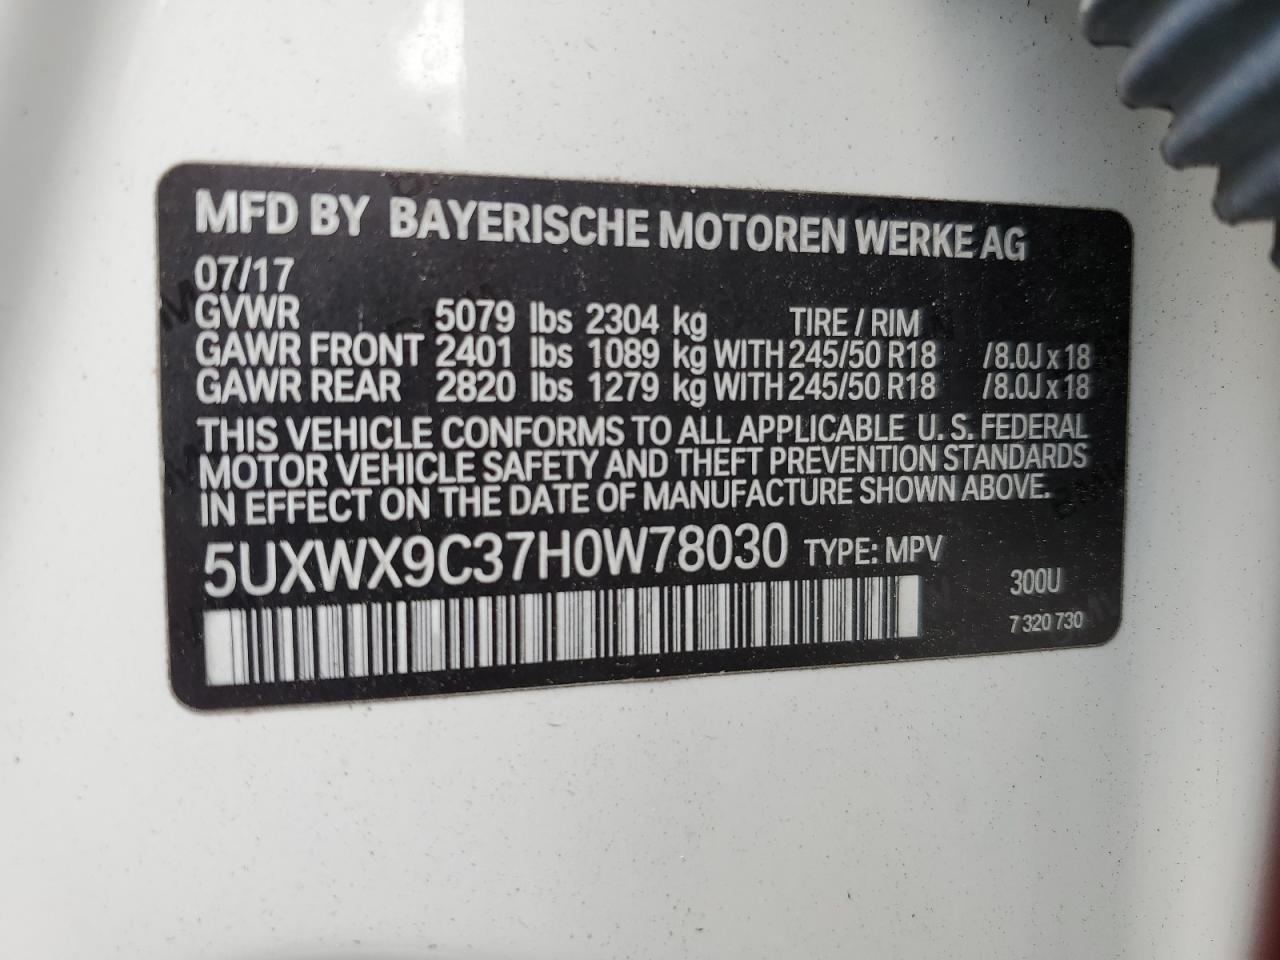 MFD BY BAYERISCHE MOTOREN WERKE AG
07/17
GVWR 5079 lbs 2304 kg TIRE / RIM
GAWR FRONT 2401 lbs 1089 kg WITH 245/50 R18 /8.0J x 18
GAWR REAR 2820 lbs 1279 kg WITH 245/50 R18 /8.0J x 18
THIS VEHICLE CONFORMS TO ALL APPLICABLE U. S. FEDERAL
MOTOR VEHICLE SAFETY AND THEFT PREVENTION STANDARDS
IN EFFECT ON THE DATE OF MANUFACTURE SHOWN ABOVE.
5UXWX9C37H0W78030 TYPE: MPV
300U
7 320 730